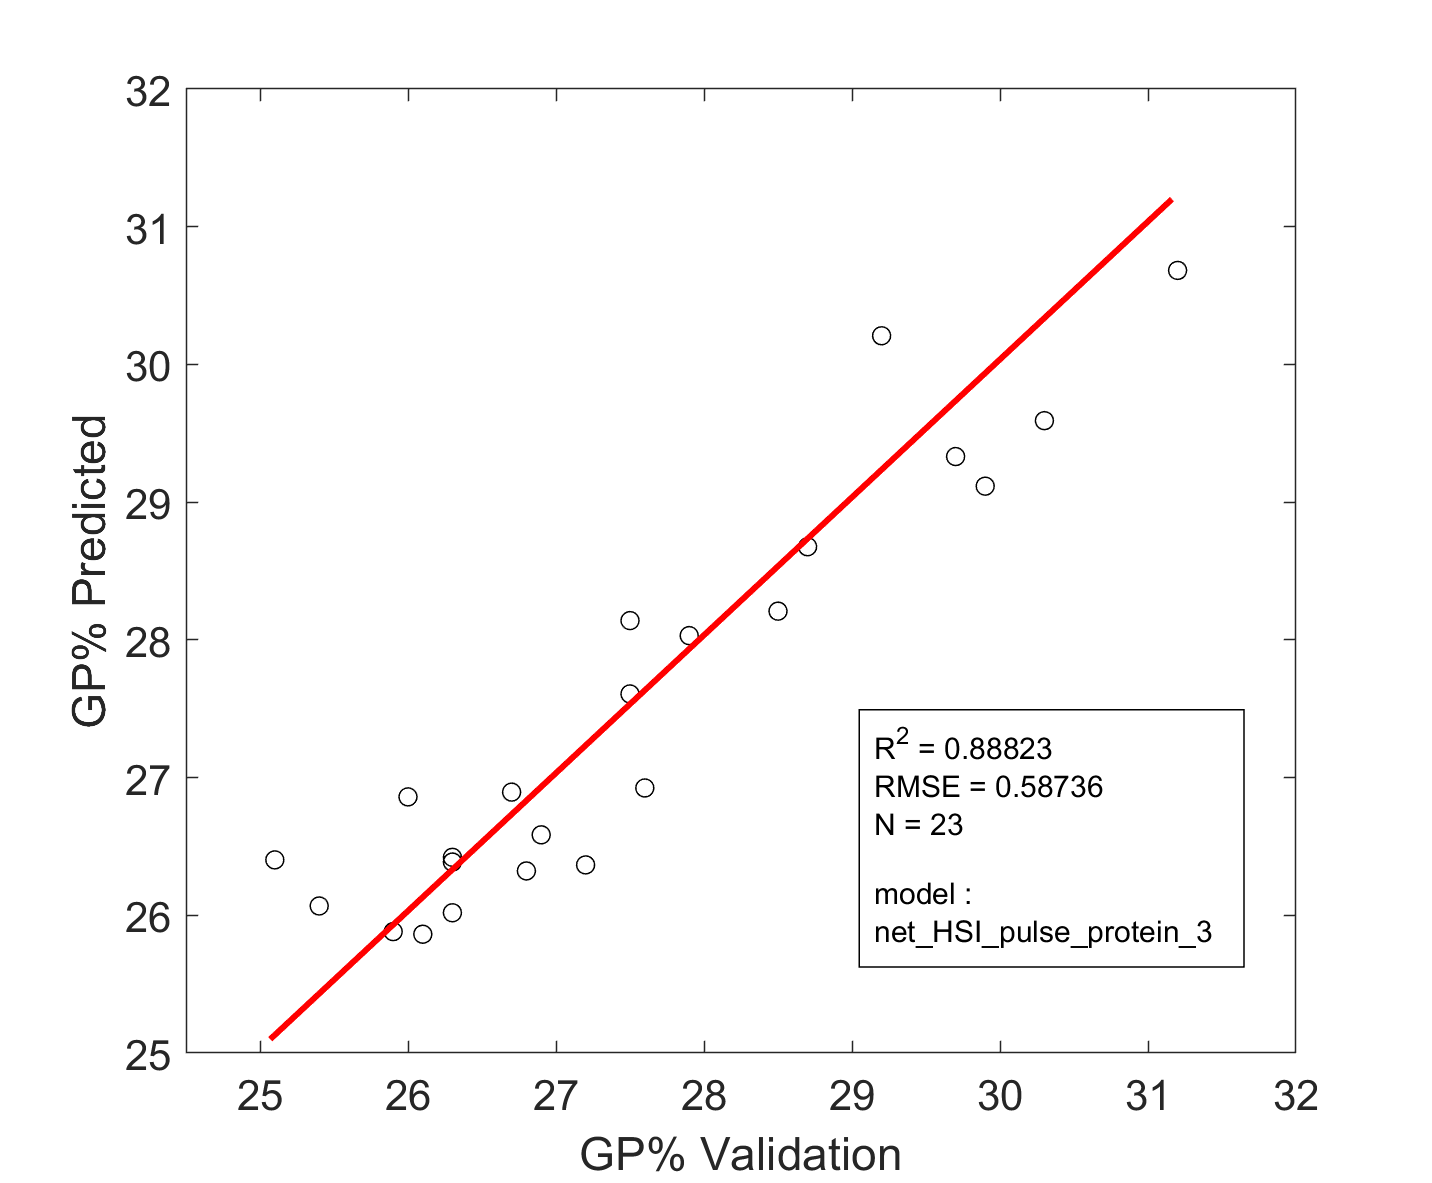 32
31
30
29
28
27
26
25
GP% Predicted
R2 = 0.88823
RMSE = 0.58736
N = 23
model :
net_HSI_pulse_protein_3
25 26 27 28 29 30 31 32
GP% Validation